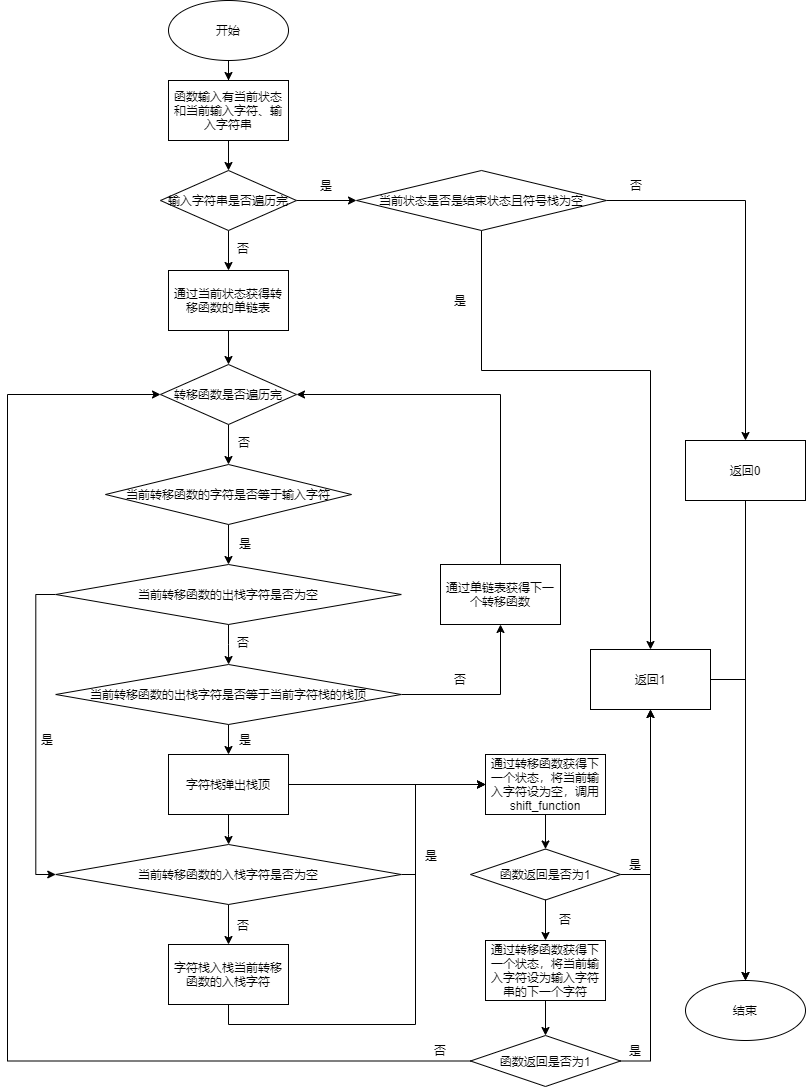 开始
函数输入有当前状态
和当前输入字符、输
入字符串
输入字符串是否遍历完
是
当前状态是否是结束状态且符号栈为空
否
否
是
通过当前状态获得转
移函数的单链表
转移函数是否遍历完
否
返回0
当前转移函数的字符是否等于输入字符
是
当前转移函数的出栈字符是否为空
通过单链表获得下一
个转移函数
否
当前转移函数的出栈字符是否等于当前字符栈的栈顶
否
返回1
是
是
字符栈弹出栈顶
通过转移函数获得下
一个状态，将当前输
入字符设为空，调用
shift_function
是
当前转移函数的入栈字符是否为空
函数返回是否为1
是
否
否
字符栈入栈当前转移
函数的入栈字符
通过转移函数获得下
一个状态，将当前输
入字符设为输入字符
串的下一个字符
结束
否
函数返回是否为1
是